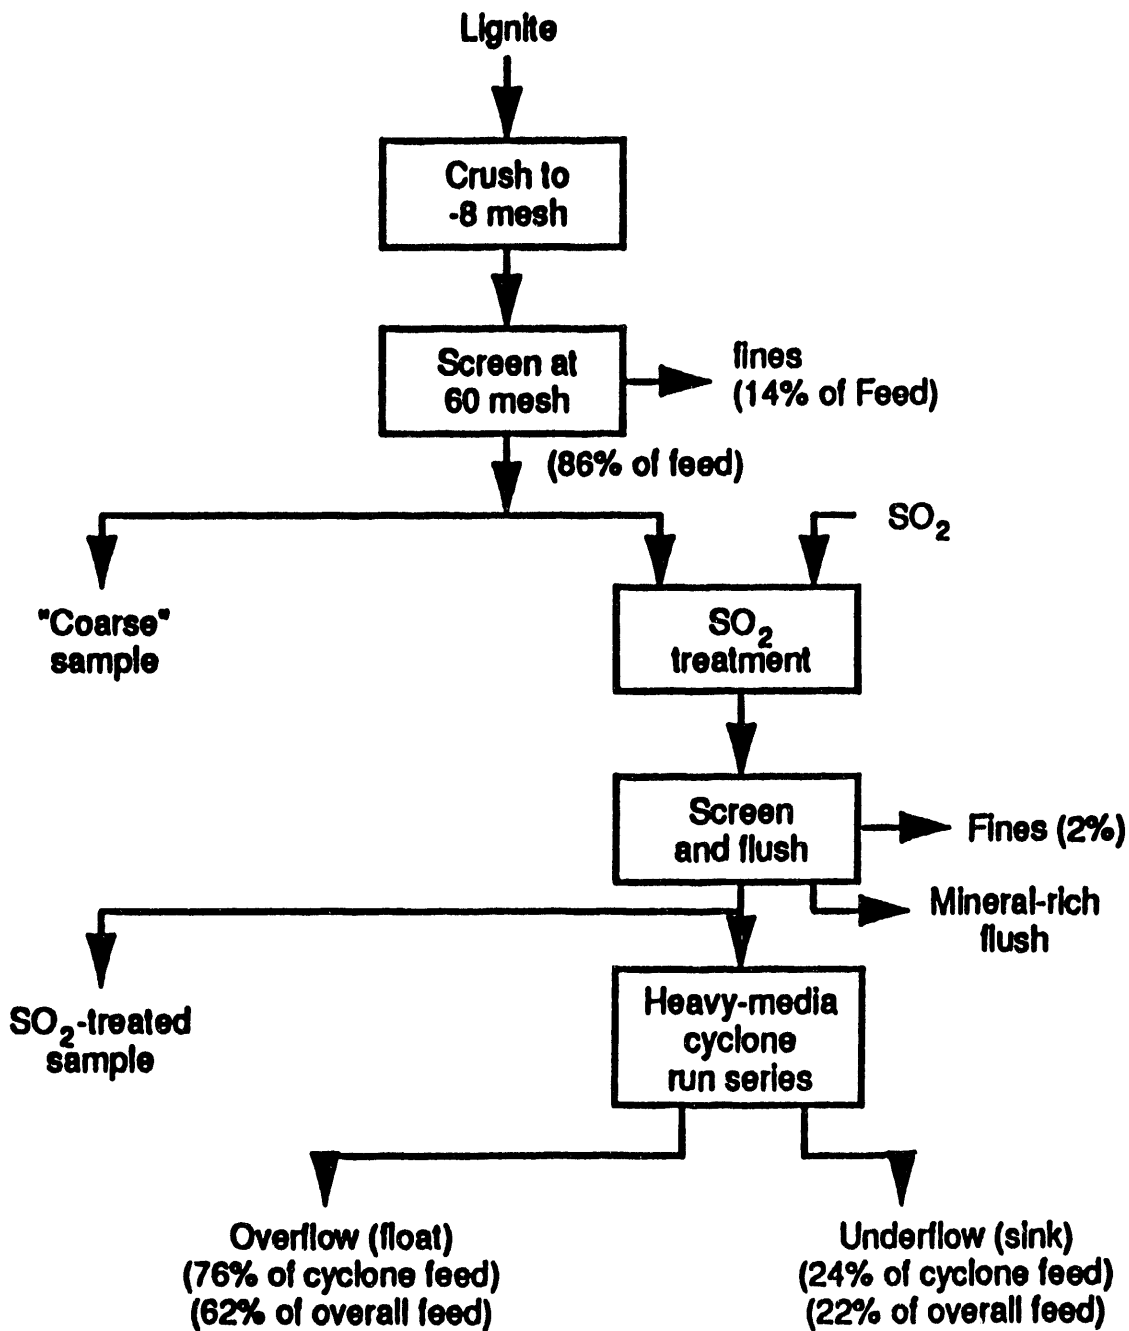 Lignite
Crush to
-8 mesh
Screen at
60 mesh
fines
(14% of Feed)
(86% of feed)
SO2
"Coarse"
sample
SO2
treatment
Screen
and flush
Fines (2%)
Mineral-rich
flush
SO2-treated
sample
Heavy-media
cyclone
run series
Overflow (float)
(76% of cyclone feed)
(62% of overall feed)
Underflow (sink)
(24% of cyclone feed)
(22% of overall feed)